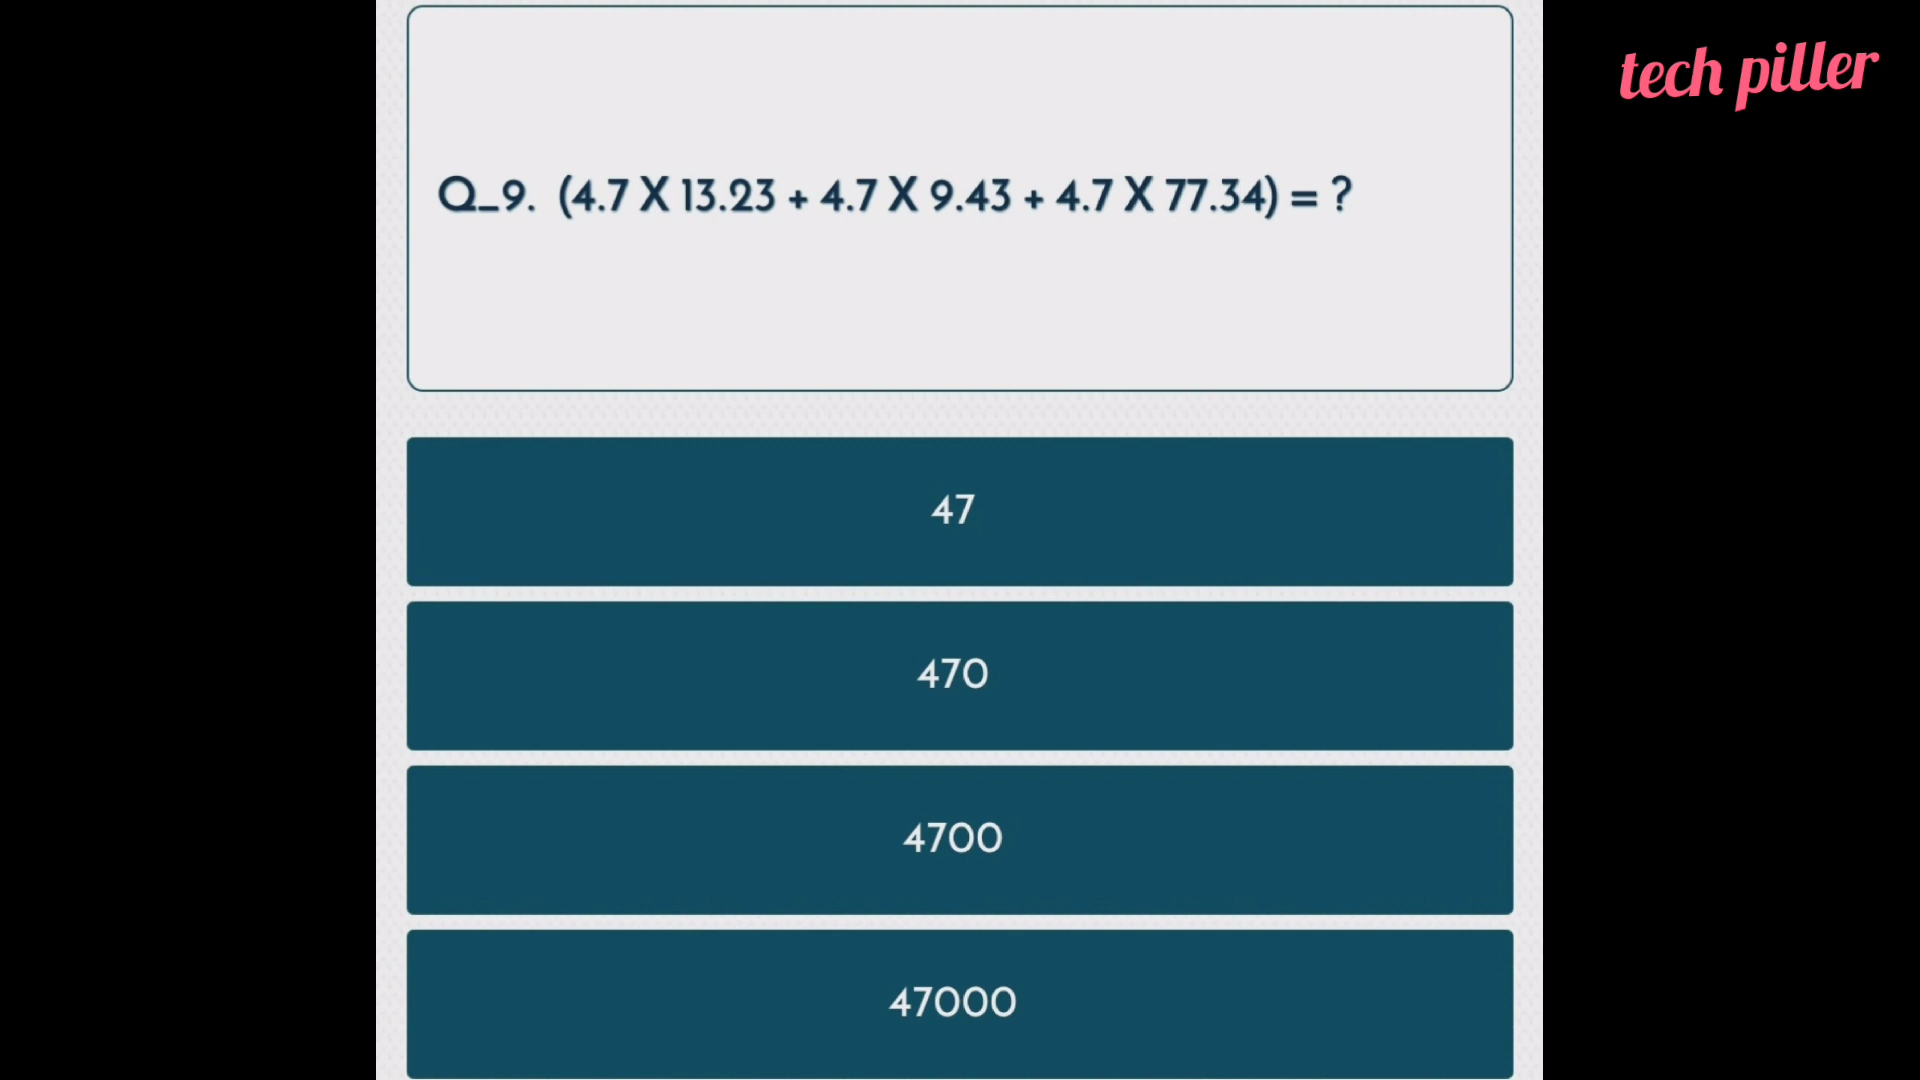 tech piller
Q_9. (4.7 X 13.23 + 4.7 X 9.43 + 4.7 X 77.34) = ?
47
470
4700
47000